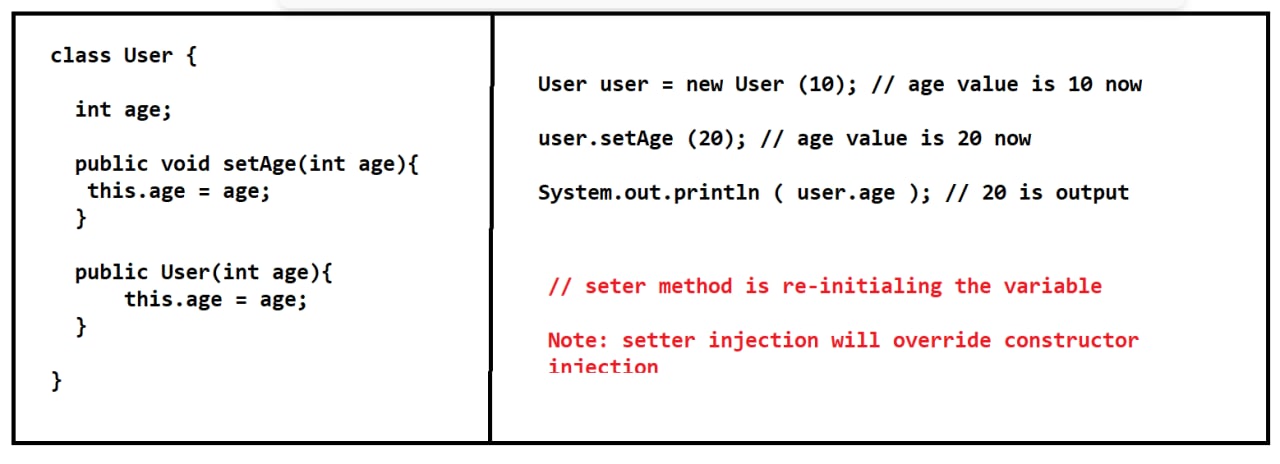 class User {
int age;
public void setAge(int age){
this.age = age;
}
public User(int age){
this.age = age;
}
}
User user = new User (10); // age value is 10 now
user.setAge (20); // age value is 20 now
System.out.println ( user.age ); // 20 is output
// seter method is re-initialing the variable
Note: setter injection will override constructor
injection